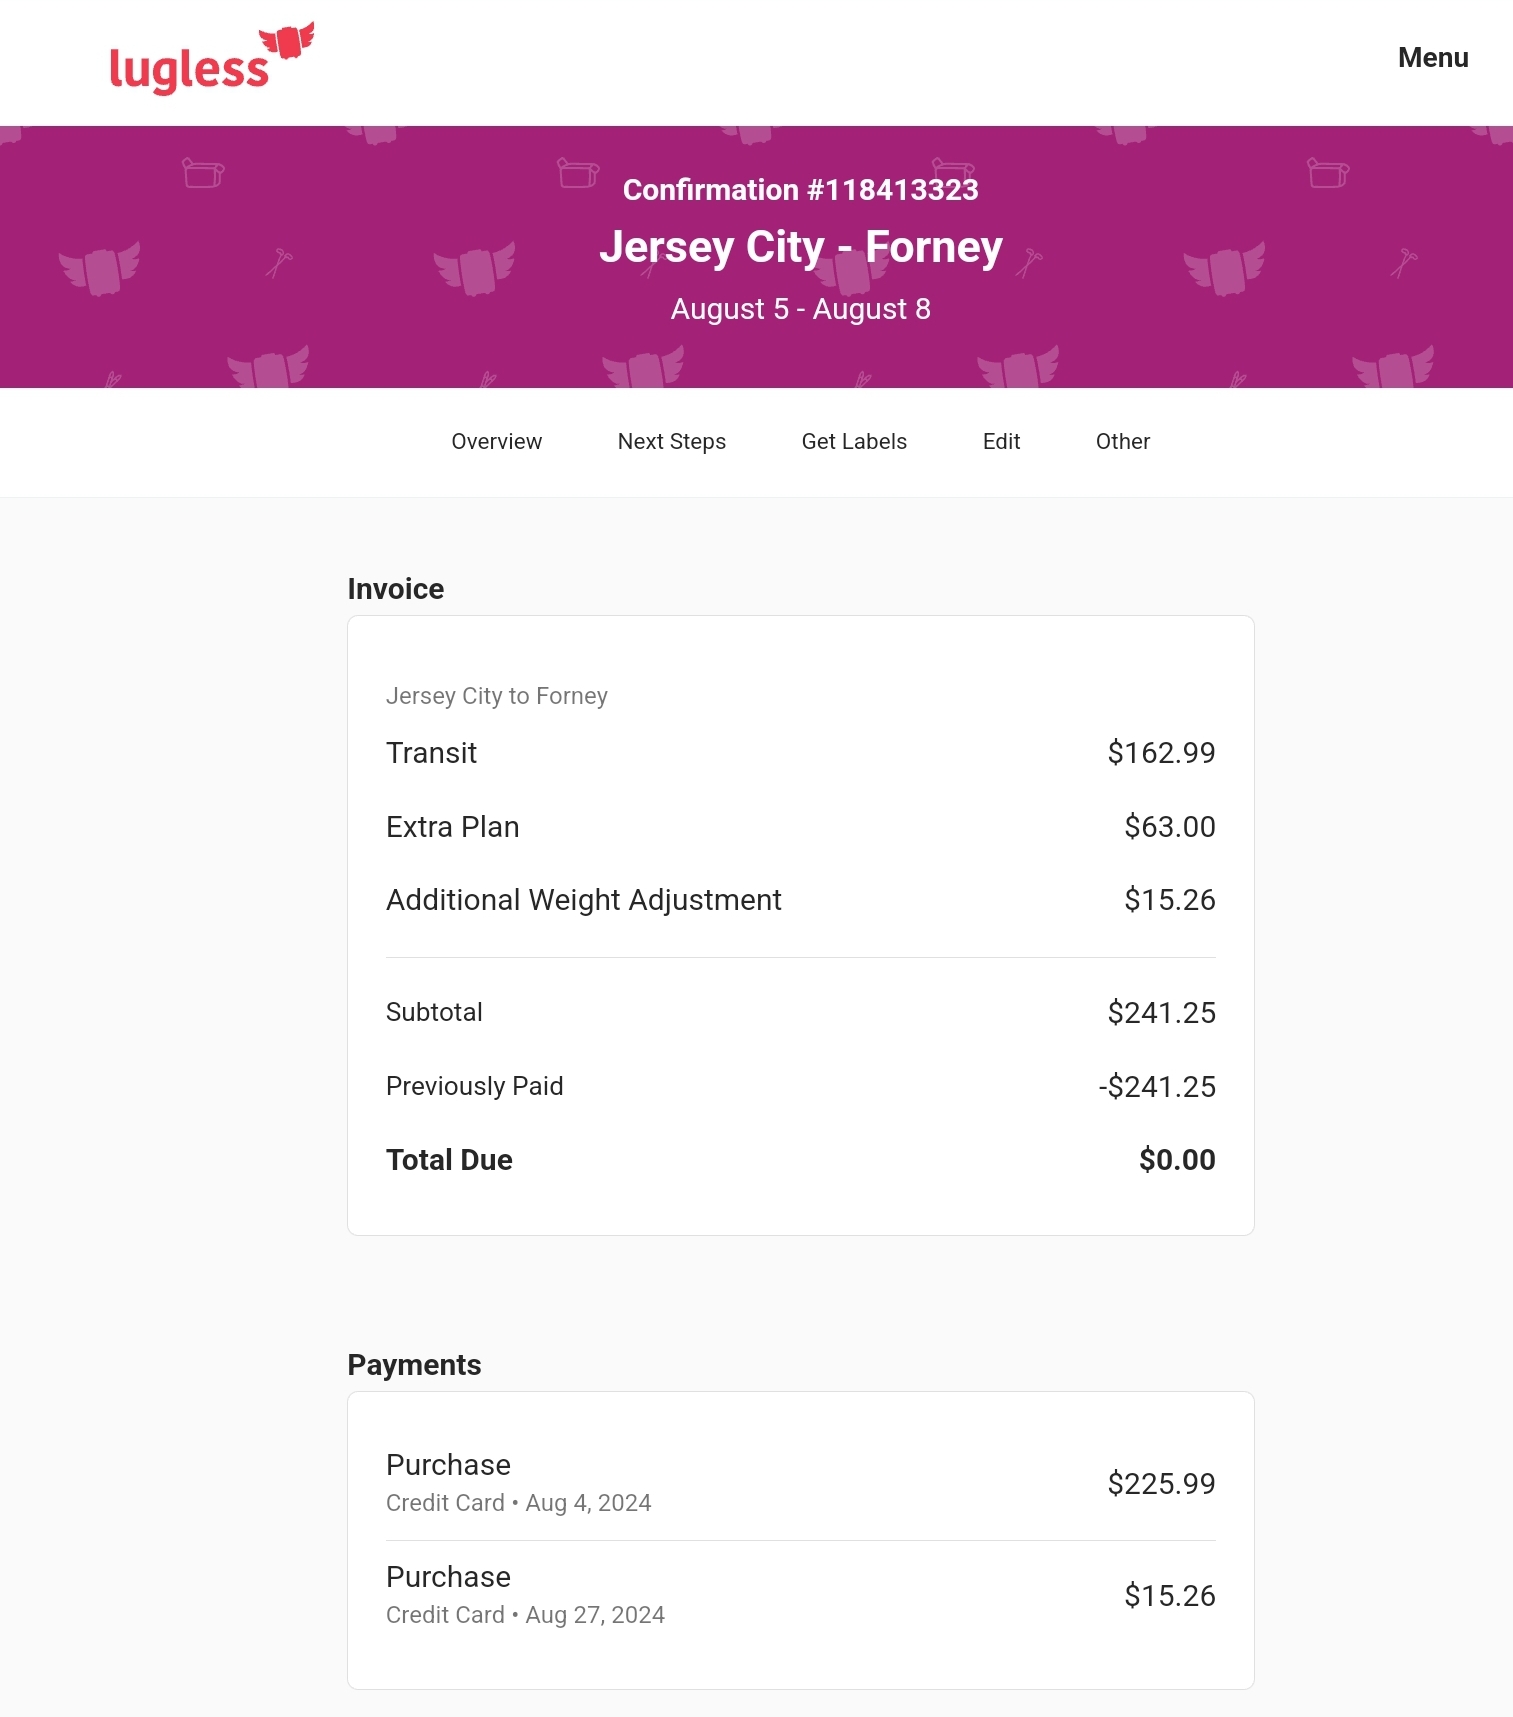 lugless
Menu
Confirmation #118413323
Jersey City - Forney
August 5 - August 8
Overview Next Steps Get Labels Edit Other
Invoice
Jersey City to Forney
Transit $162.99
Extra Plan $63.00
Additional Weight Adjustment $15.26
Subtotal $241.25
Previously Paid -$241.25
Total Due $0.00
Payments
Purchase
$225.99
Credit Card • Aug 4, 2024
Purchase
$15.26
Credit Card • Aug 27, 2024